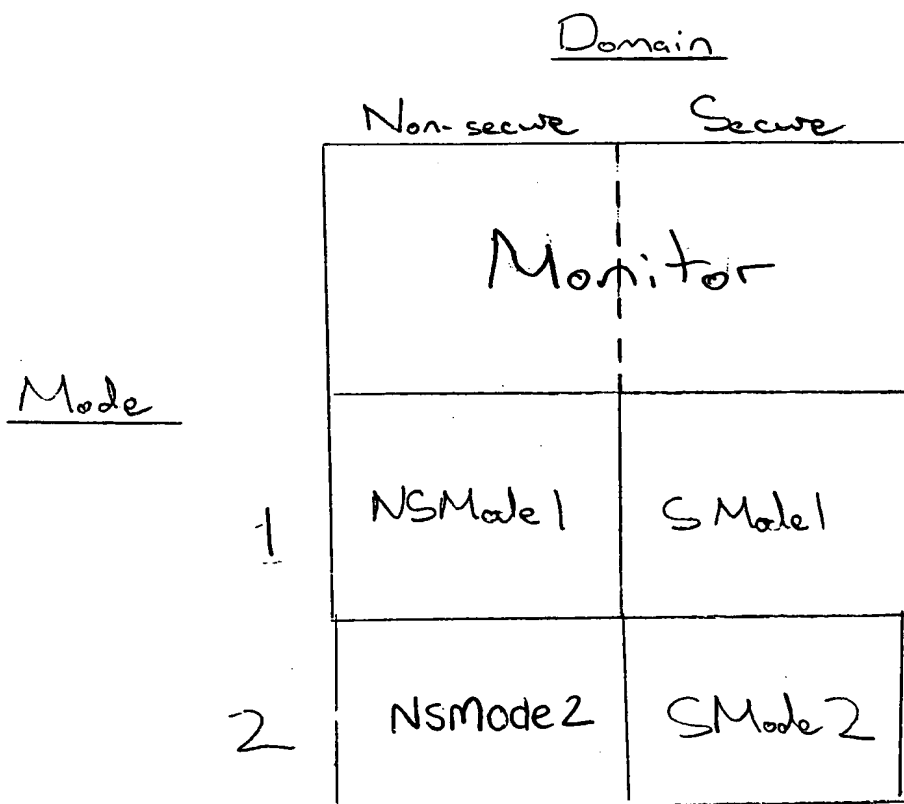 Domain
Non-secure Secure
Monitor
Mode
1 NSMode1 SMode1
2 NSMode2 SMode2